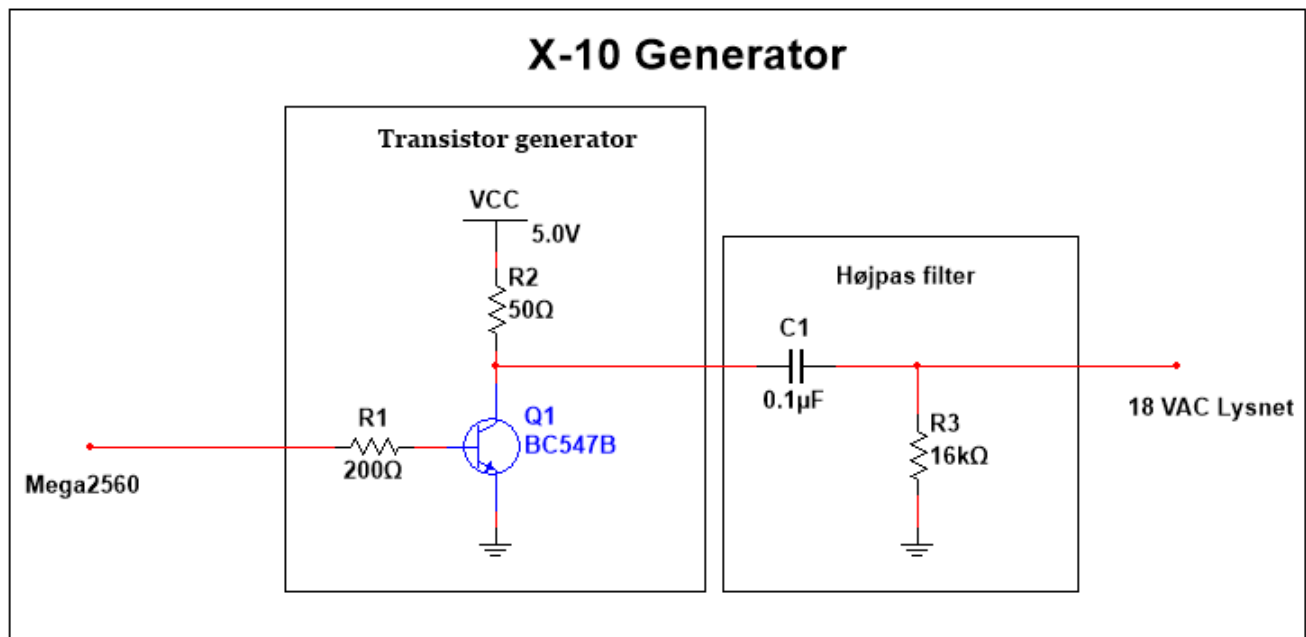 X-10 Generator
Transistor generator
VCC
5.0V
R2
50Ω
Højpas filter
C1
0.1µF
18 VAC Lysnet
R1
200Ω
Q1
BC547B
R3
16kΩ
Mega2560